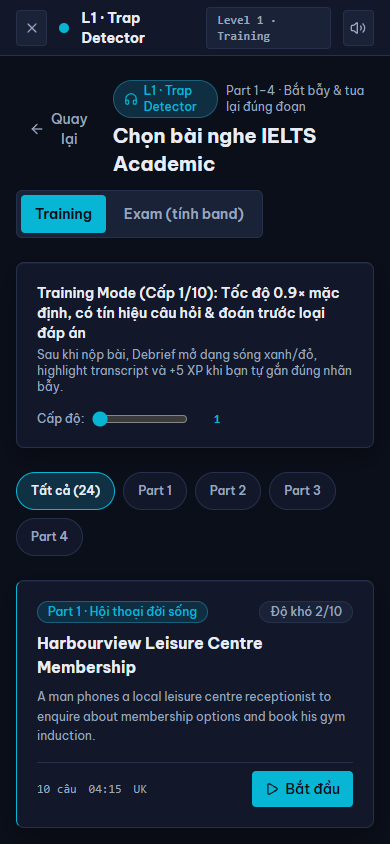 L1 · Trap
Detector
Level 1 ·
Training
Quay
lại
L1 · Trap
Detector
Part 1–4 · Bắt bẫy & tua
lại đúng đoạn
Chọn bài nghe IELTS
Academic
Training
Exam (tính band)
Training Mode (Cấp 1/10): Tốc độ 0.9× mặc
định, có tín hiệu câu hỏi & đoán trước loại
đáp án
Sau khi nộp bài, Debrief mở dạng sóng xanh/đỏ,
highlight transcript và +5 XP khi bạn tự gắn đúng nhãn
bẫy.
Cấp độ:
1
Tất cả (24)
Part 1
Part 2
Part 3
Part 4
Part 1 · Hội thoại đời sống
Độ khó 2/10
Harbourview Leisure Centre
Membership
A man phones a local leisure centre receptionist to
enquire about membership options and book his gym
induction.
10 câu 04:15 UK
Bắt đầu